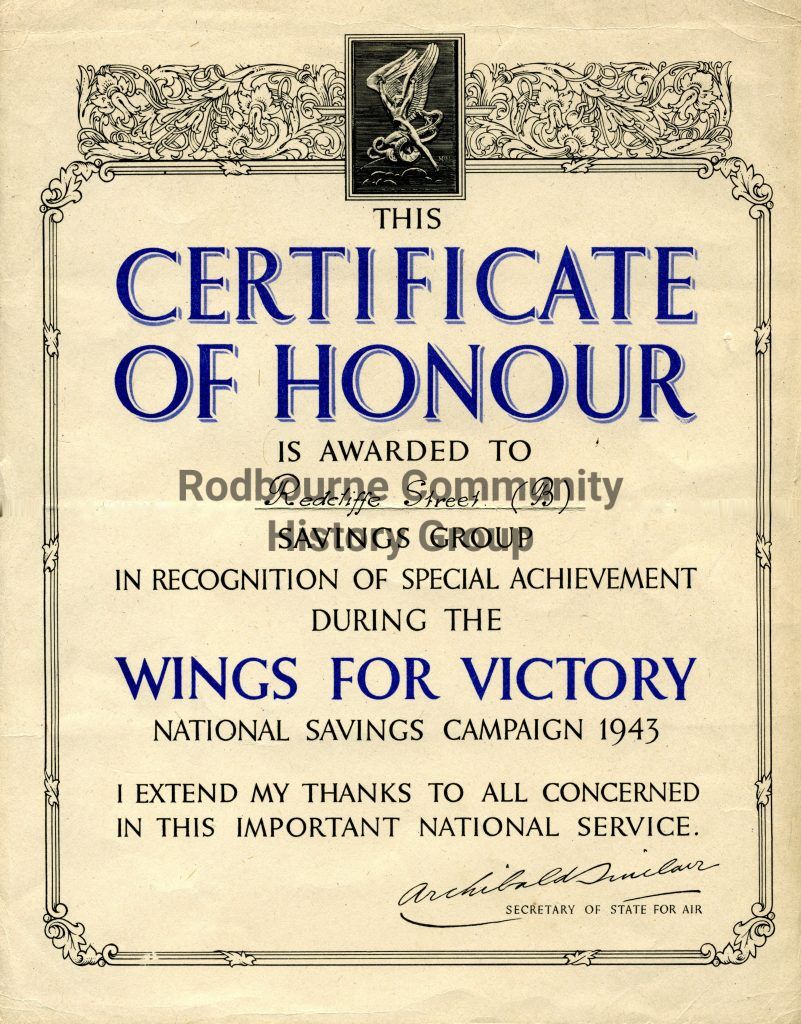 THIS
CERTIFICATE
OF HONOUR
IS AWARDED TO
Redcliffe Street. (B)
SAVINGS GROUP
IN RECOGNITION OF SPECIAL ACHIEVEMENT
DURING THE
WINGS FOR VICTORY
NATIONAL SAVINGS CAMPAIGN 1943
I EXTEND MY THANKS TO ALL CONCERNED
IN THIS IMPORTANT NATIONAL SERVICE.
Archibald Sinclair
SECRETARY OF STATE FOR AIR
Rodbourne Community
History Group